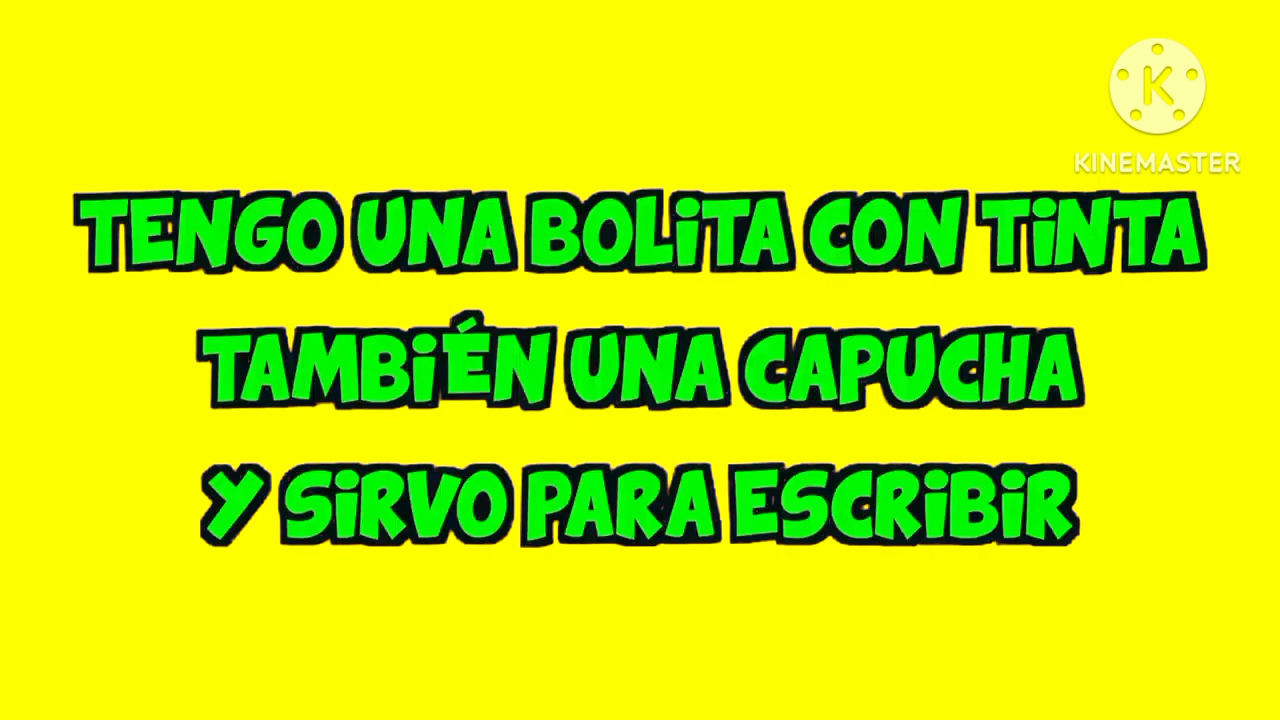 K
KINEMASTER
TENGO UNA BOLiTA CON TiNTA
TAMBiÉN UNA CAPUCHA
Y SiRVO PARA ESCRiBiR